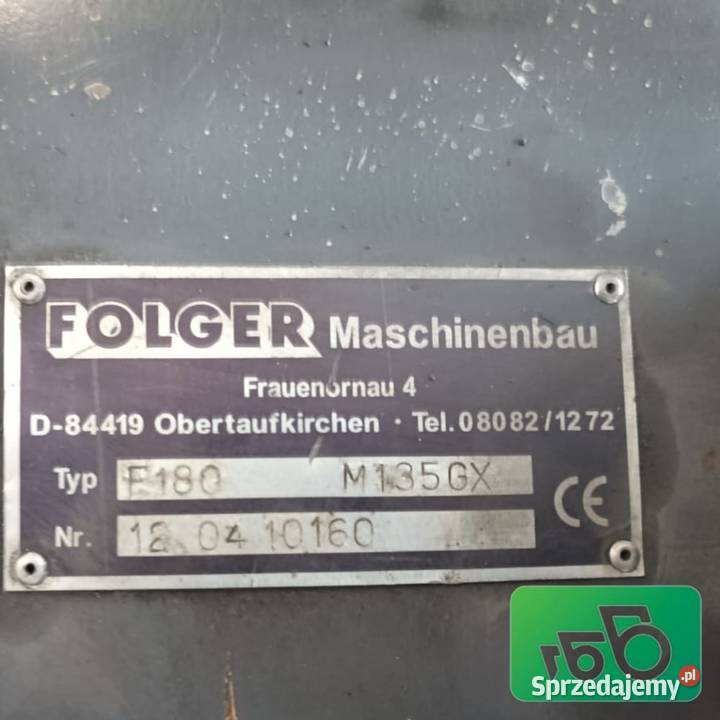 FOLGER Maschinenbau
Frauenornau 4
D-84419 Obertaufkirchen · Tel. 08082/1272
Typ F180 M135GX
Nr. 12.04 10160
CE
Sprzedajemy.pl